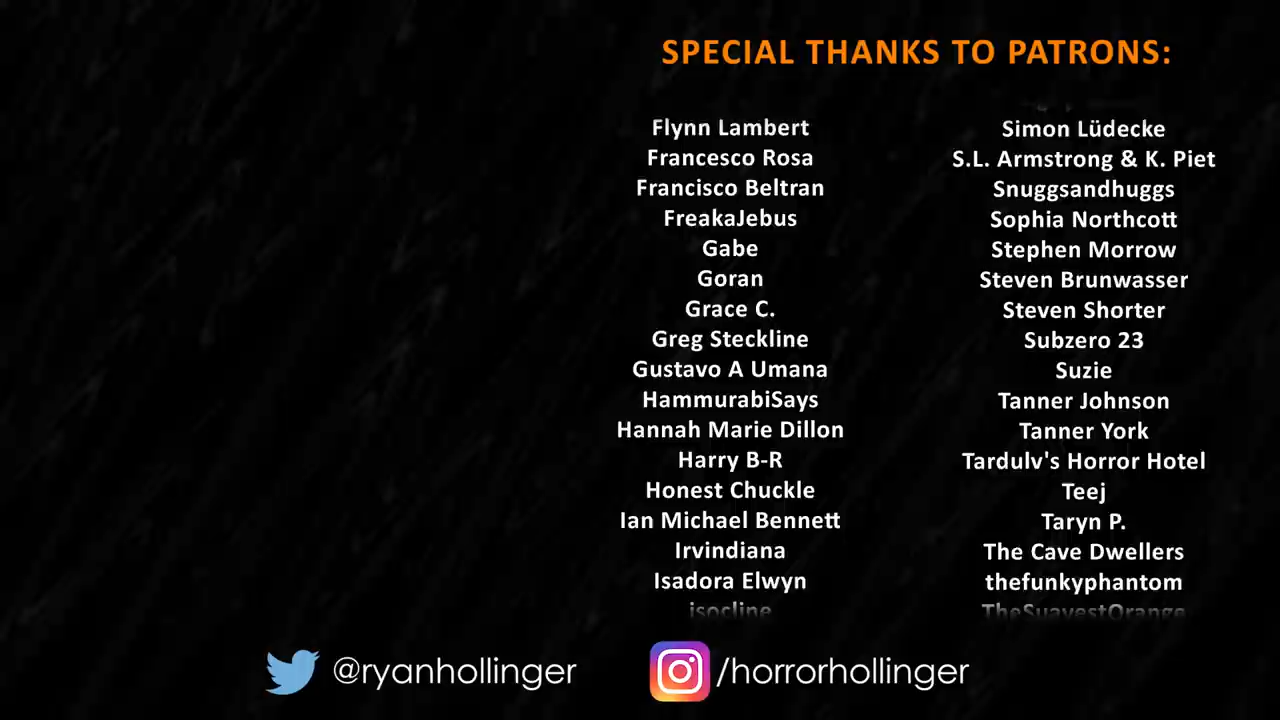 SPECIAL THANKS TO PATRONS:
Flynn Lambert
Francesco Rosa
Francisco Beltran
FreakaJebus
Gabe
Goran
Grace C.
Greg Steckline
Gustavo A Umana
HammurabiSays
Hannah Marie Dillon
Harry B-R
Honest Chuckle
Ian Michael Bennett
Irvindiana
Isadora Elwyn
isocline
Simon Lüdecke
S.L. Armstrong & K. Piet
Snuggsandhuggs
Sophia Northcott
Stephen Morrow
Steven Brunwasser
Steven Shorter
Subzero 23
Suzie
Tanner Johnson
Tanner York
Tardulv's Horror Hotel
Teej
Taryn P.
The Cave Dwellers
thefunkyphantom
TheSuavestOrange
@ryanhollinger
/horrorhollinger